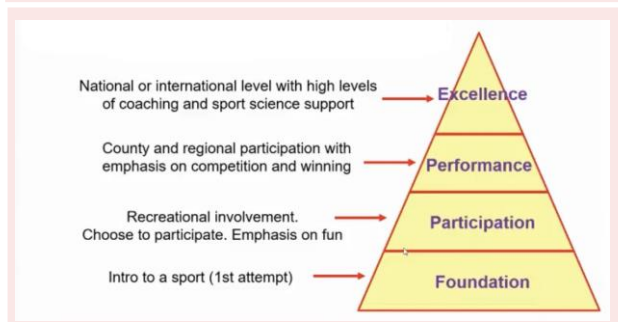 National or international level with high levels
of coaching and sport science support
Excellence
County and regional participation with
emphasis on competition and winning
Performance
Recreational involvement.
Choose to participate. Emphasis on fun
Participation
Intro to a sport (1st attempt)
Foundation